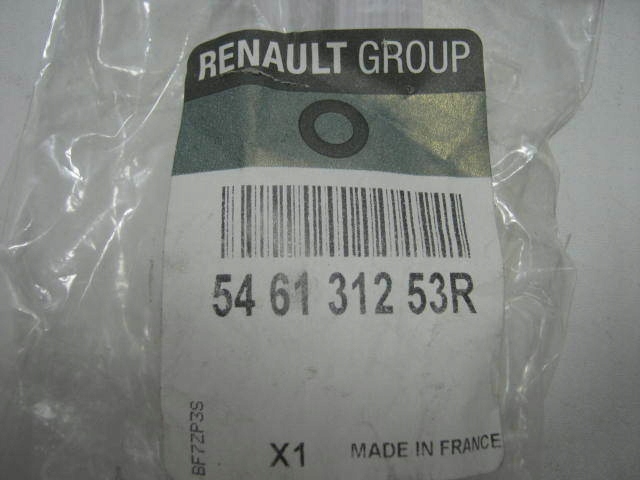 RENAULT GROUP
54 61 312 53R
BF7ZP3S
X1 MADE IN FRANCE